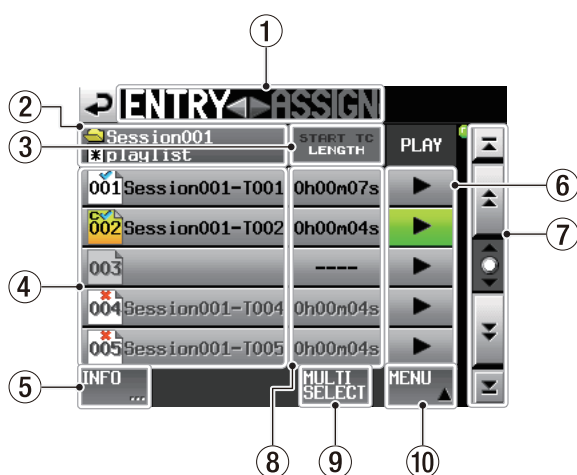 ①
ENTRY ASSIGN
②
Session001
③
START TC
LENGTH
PLAY
*playlist
001 Session001-T001 0h00m07s
⑥
C 002 Session001-T002 0h00m04s
⑦
003 ----
④
004 Session001-T004 0h00m04s
005 Session001-T005 0h00m04s
⑤
INFO
...
MULTI
SELECT
MENU
⑧ ⑨ ⑩